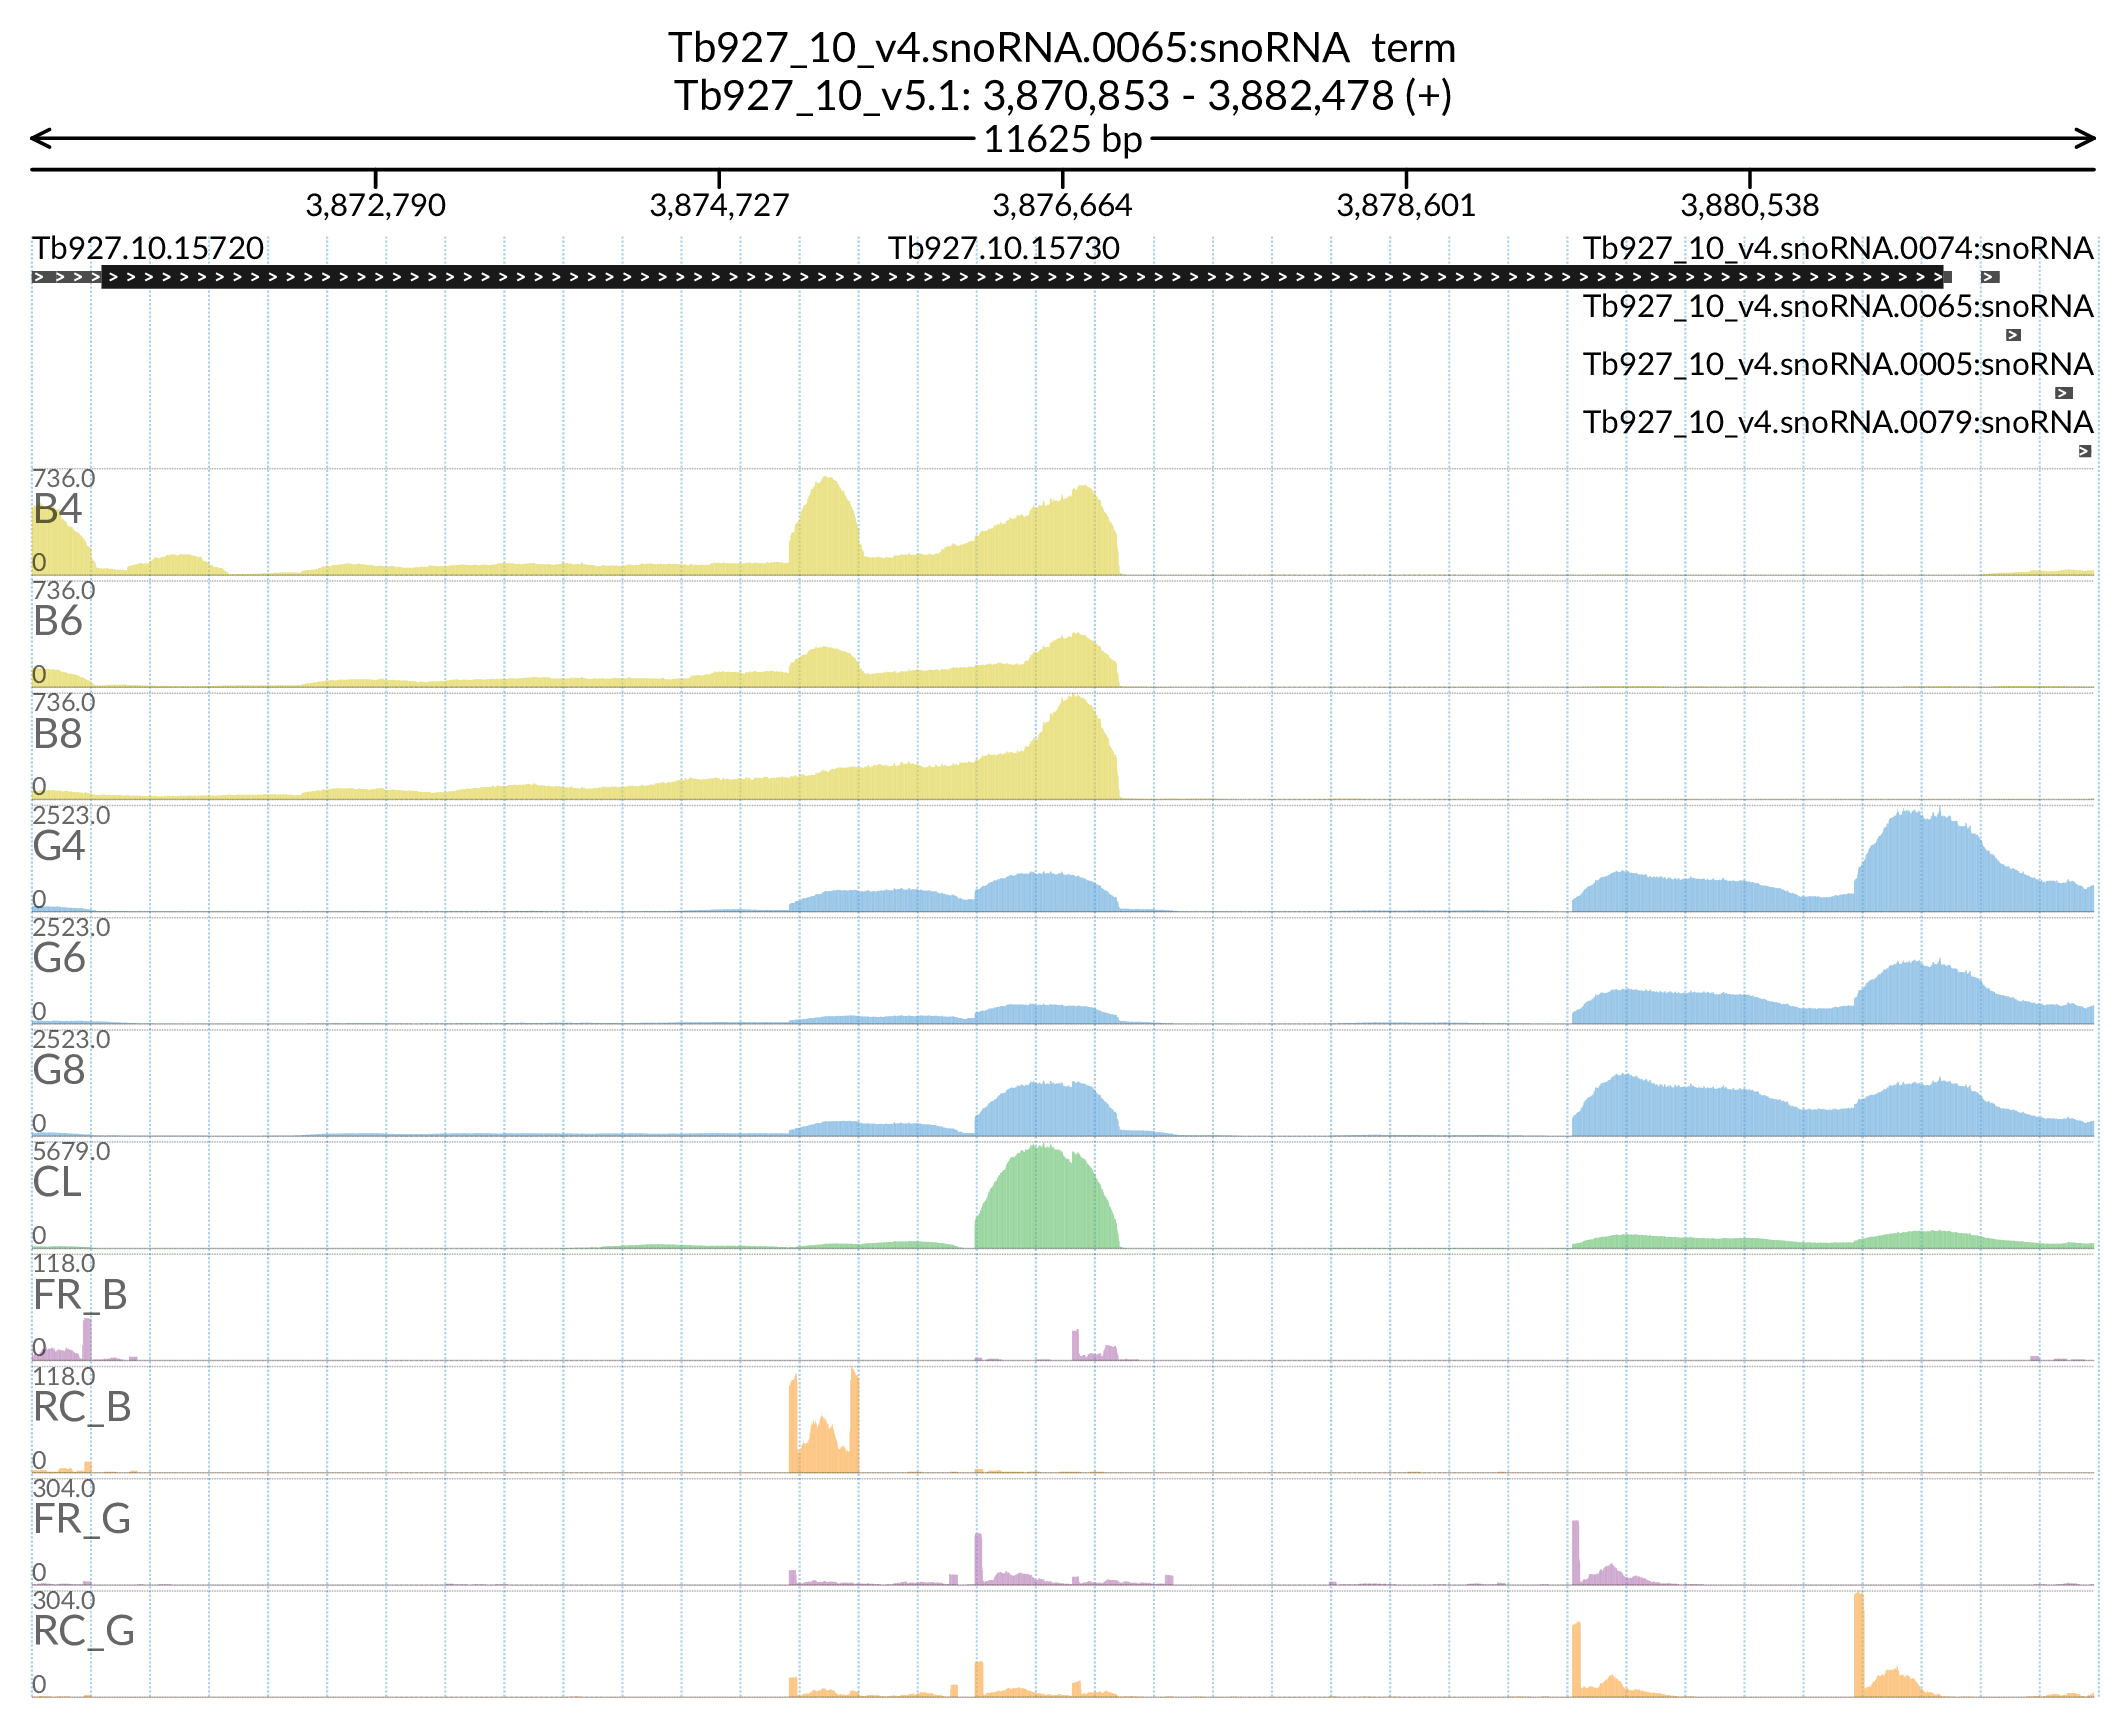 Tb927_10_v4.snoRNA.0065:snoRNA  term
Tb927_10_v5.1: 3,870,853 - 3,882,478 (+)
11625 bp
3,872,790 3,874,727 3,876,664 3,878,601 3,880,538
Tb927.10.15720 Tb927.10.15730 Tb927_10_v4.snoRNA.0074:snoRNA
Tb927_10_v4.snoRNA.0065:snoRNA
Tb927_10_v4.snoRNA.0005:snoRNA
Tb927_10_v4.snoRNA.0079:snoRNA
736.0
B4
0
736.0
B6
0
736.0
B8
0
2523.0
G4
0
2523.0
G6
0
2523.0
G8
0
5679.0
CL
0
118.0
FR_B
0
118.0
RC_B
0
304.0
FR_G
0
304.0
RC_G
0